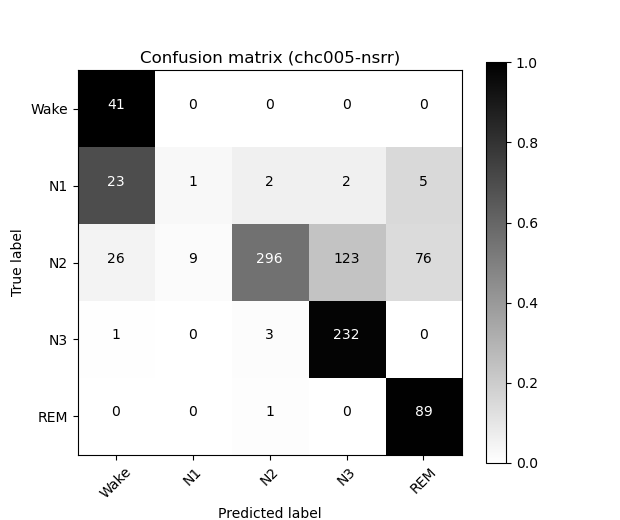 Confusion matrix (chc005-nsrr)
Wake 41 0 0 0 0
N1 23 1 2 2 5
N2 26 9 296 123 76
N3 1 0 3 232 0
REM 0 0 1 0 89
Wake N1 N2 N3 REM
True label
Predicted label
1.0
0.8
0.6
0.4
0.2
0.0